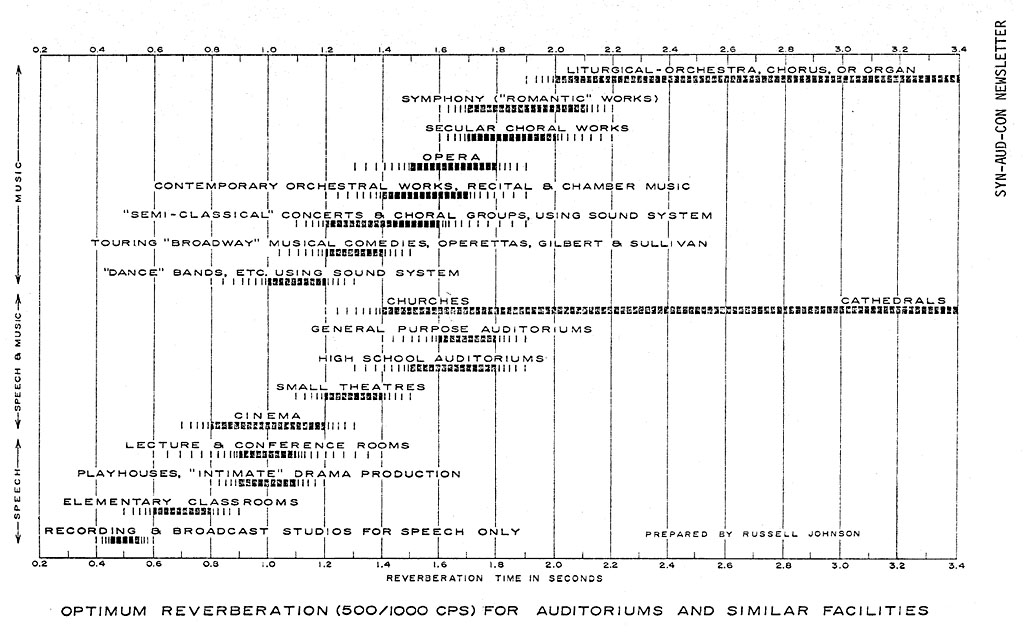 SYN-AUD-CON NEWSLETTER
0.2 0.4 0.6 0.8 1.0 1.2 1.4 1.6 1.8 2.0 2.2 2.4 2.6 2.8 3.0 3.2 3.4
MUSIC
LITURGICAL-ORCHESTRA, CHORUS, OR ORGAN
SYMPHONY ("ROMANTIC" WORKS)
SECULAR CHORAL WORKS
OPERA
CONTEMPORARY ORCHESTRAL WORKS, RECITAL & CHAMBER MUSIC
"SEMI-CLASSICAL" CONCERTS & CHORAL GROUPS, USING SOUND SYSTEM
TOURING "BROADWAY" MUSICAL COMEDIES, OPERETTAS, GILBERT & SULLIVAN
"DANCE" BANDS, ETC. USING SOUND SYSTEM
SPEECH & MUSIC
CHURCHES CATHEDRALS
GENERAL PURPOSE AUDITORIUMS
HIGH SCHOOL AUDITORIUMS
SMALL THEATRES
CINEMA
SPEECH
LECTURE & CONFERENCE ROOMS
PLAYHOUSES, "INTIMATE" DRAMA PRODUCTION
ELEMENTARY CLASSROOMS
RECORDING & BROADCAST STUDIOS FOR SPEECH ONLY
PREPARED BY RUSSELL JOHNSON
0.2 0.4 0.6 0.8 1.0 1.2 1.4 1.6 1.8 2.0 2.2 2.4 2.6 2.8 3.0 3.2 3.4
REVERBERATION TIME IN SECONDS
OPTIMUM REVERBERATION (500/1000 CPS) FOR AUDITORIUMS AND SIMILAR FACILITIES